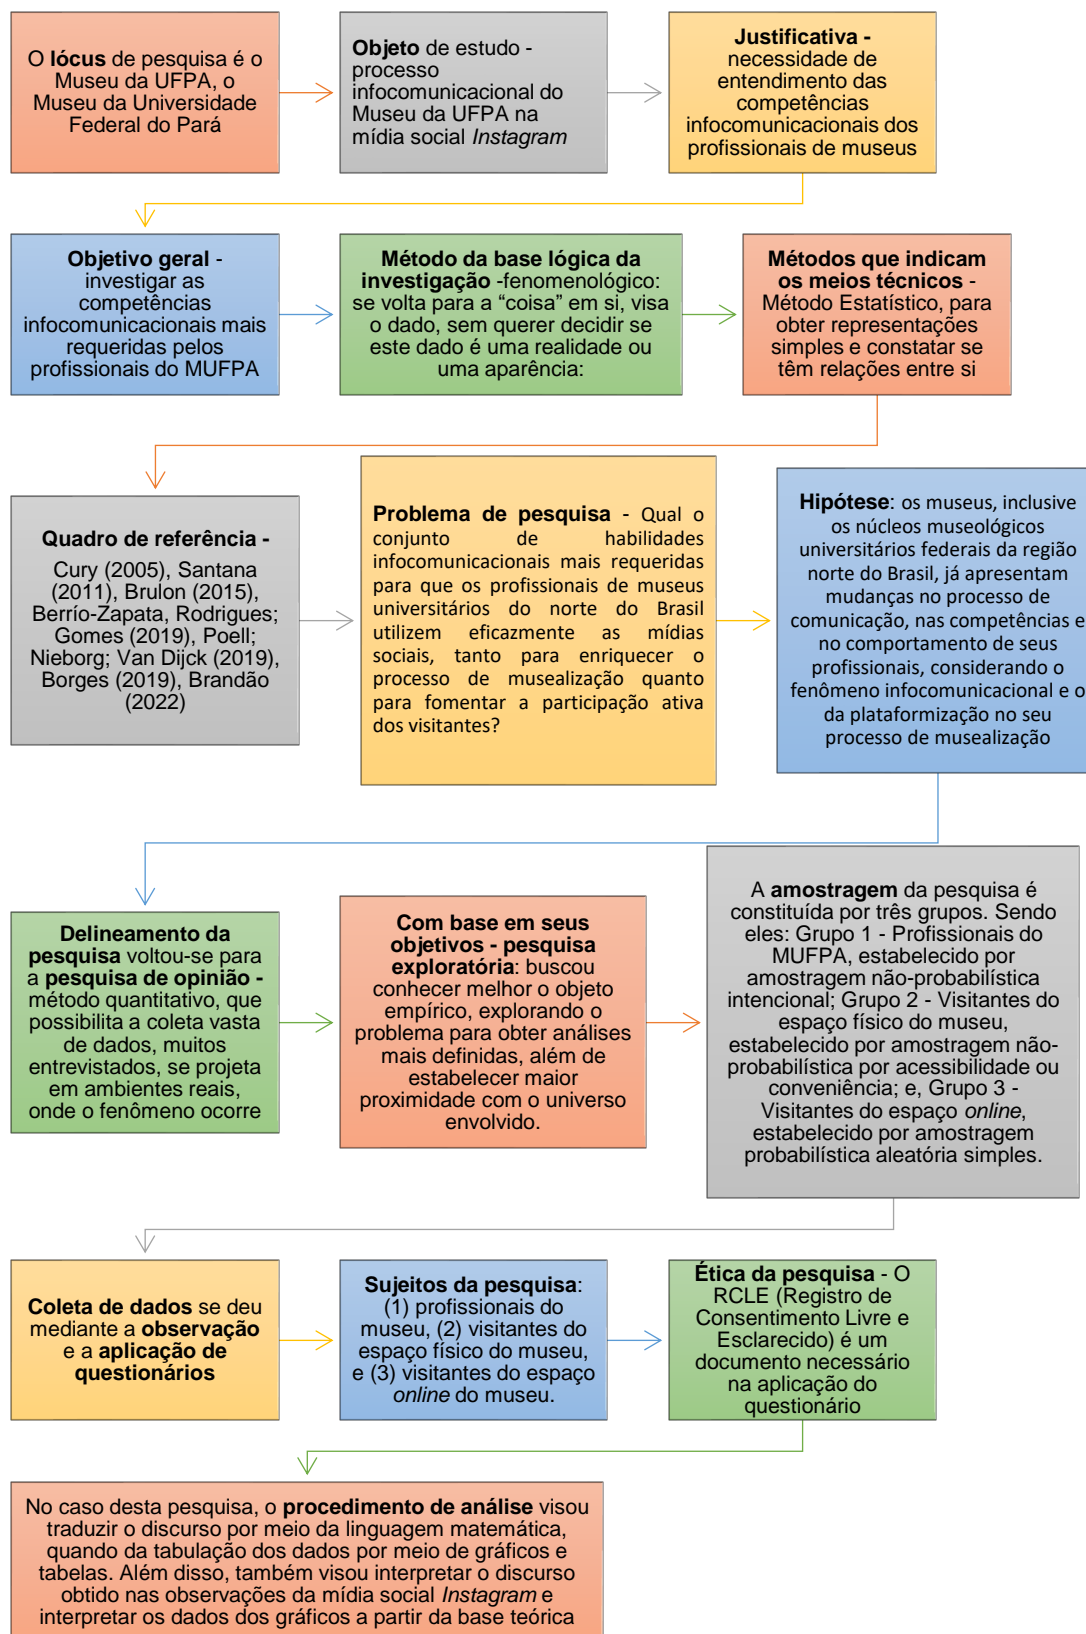 O lócus de pesquisa é o
Museu da UFPA, o
Museu da Universidade
Federal do Pará
Objeto de estudo -
processo
infocomunicacional do
Museu da UFPA na
mídia social Instagram
Justificativa -
necessidade de
entendimento das
competências
infocomunicacionais dos
profissionais de museus
Objetivo geral -
investigar as
competências
infocomunicacionais mais
requeridas pelos
profissionais do MUFPA
Método da base lógica da
investigação -fenomenológico:
se volta para a “coisa” em si, visa
o dado, sem querer decidir se
este dado é uma realidade ou
uma aparência:
Métodos que indicam
os meios técnicos -
Método Estatístico, para
obter representações
simples e constatar se
têm relações entre si
Quadro de referência -
Cury (2005), Santana
(2011), Brulon (2015),
Berrío-Zapata, Rodrigues;
Gomes (2019), Poell;
Nieborg; Van Dijck (2019),
Borges (2019), Brandão
(2022)
Problema de pesquisa - Qual o
conjunto de habilidades
infocomunicacionais mais requeridas
para que os profissionais de museus
universitários do norte do Brasil
utilizem eficazmente as mídias
sociais, tanto para enriquecer o
processo de musealização quanto
para fomentar a participação ativa
dos visitantes?
Hipótese: os museus, inclusive
os núcleos museológicos
universitários federais da região
norte do Brasil, já apresentam
mudanças no processo de
comunicação, nas competências e
no comportamento de seus
profissionais, considerando o
fenômeno infocomunicacional e o
da plataformização no seu
processo de musealização
Delineamento da
pesquisa voltou-se para
a pesquisa de opinião -
método quantitativo, que
possibilita a coleta vasta
de dados, muitos
entrevistados, se projeta
em ambientes reais,
onde o fenômeno ocorre
Com base em seus
objetivos - pesquisa
exploratória: buscou
conhecer melhor o objeto
empírico, explorando o
problema para obter análises
mais definidas, além de
estabelecer maior
proximidade com o universo
envolvido.
A amostragem da pesquisa é
constituída por três grupos. Sendo
eles: Grupo 1 - Profissionais do
MUFPA, estabelecido por
amostragem não-probabilística
intencional; Grupo 2 - Visitantes do
espaço físico do museu,
estabelecido por amostragem não-
probabilística por acessibilidade ou
conveniência; e, Grupo 3 -
Visitantes do espaço online,
estabelecido por amostragem
probabilística aleatória simples.
Coleta de dados se deu
mediante a observação
e a aplicação de
questionários
Sujeitos da pesquisa:
(1) profissionais do
museu, (2) visitantes do
espaço físico do museu,
e (3) visitantes do espaço
online do museu.
Ética da pesquisa - O
RCLE (Registro de
Consentimento Livre e
Esclarecido) é um
documento necessário
na aplicação do
questionário
No caso desta pesquisa, o procedimento de análise visou
traduzir o discurso por meio da linguagem matemática,
quando da tabulação dos dados por meio de gráficos e
tabelas. Além disso, também visou interpretar o discurso
obtido nas observações da mídia social Instagram e
interpretar os dados dos gráficos a partir da base teórica